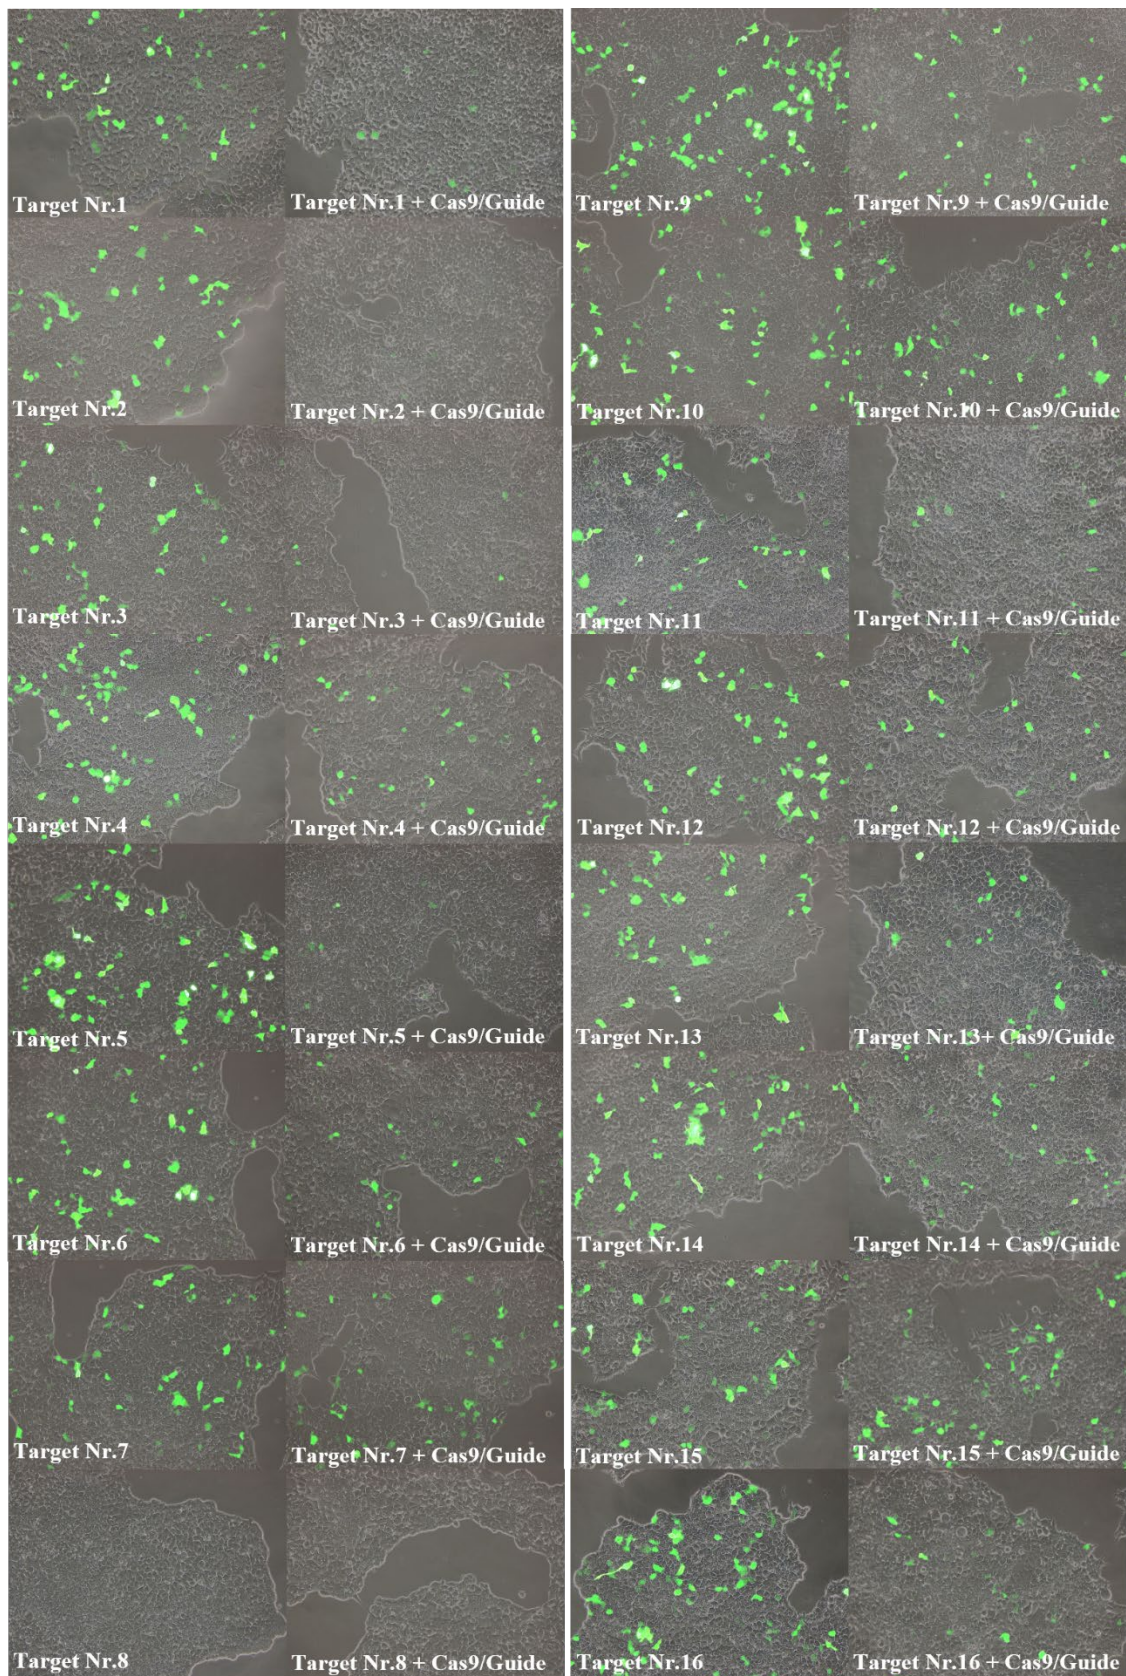 Target Nr.1
Target Nr.1 + Cas9/Guide
Target Nr.9
Target Nr.9 + Cas9/Guide
Target Nr.2
Target Nr.2 + Cas9/Guide
Target Nr.10
Target Nr.10 + Cas9/Guide
Target Nr.3
Target Nr.3 + Cas9/Guide
Target Nr.11
Target Nr.11 + Cas9/Guide
Target Nr.4
Target Nr.4 + Cas9/Guide
Target Nr.12
Target Nr.12 + Cas9/Guide
Target Nr.5
Target Nr.5 + Cas9/Guide
Target Nr.13
Target Nr.13+ Cas9/Guide
Target Nr.6
Target Nr.6 + Cas9/Guide
Target Nr.14
Target Nr.14 + Cas9/Guide
Target Nr.7
Target Nr.7 + Cas9/Guide
Target Nr.15
Target Nr.15 + Cas9/Guide
Target Nr.8
Target Nr.8 + Cas9/Guide
Target Nr.16
Target Nr.16 + Cas9/Guide